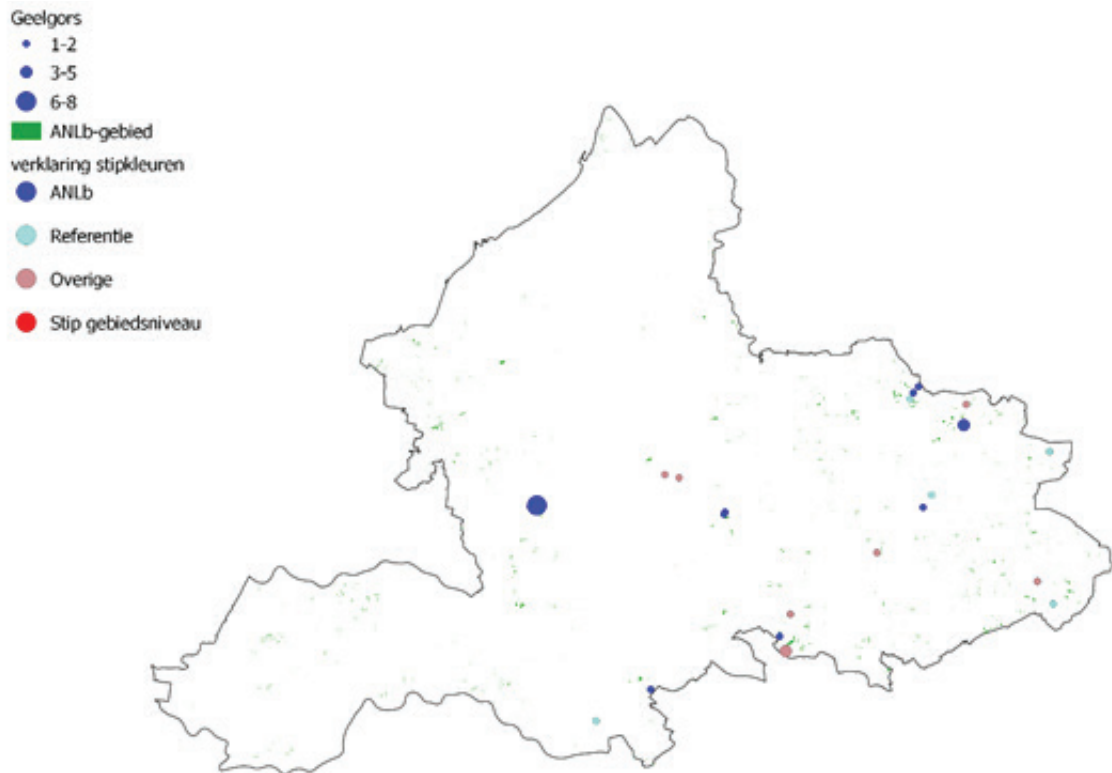 Geelgors
1-2
3-5
6-8
ANLb-gebied
verklaring stipkleuren
ANLb
Referentie
Overige
Stip gebiedsniveau